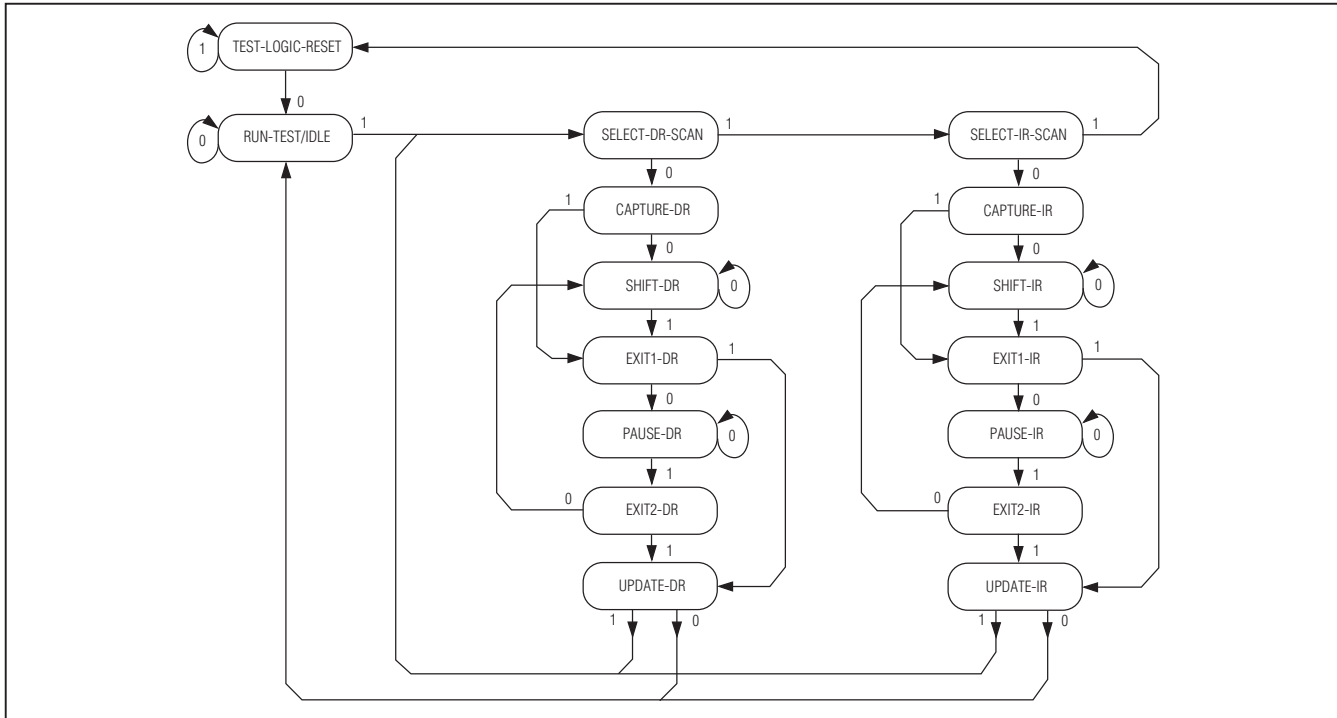 TEST-LOGIC-RESET
1
0
RUN-TEST/IDLE
0
1
SELECT-DR-SCAN
1
SELECT-IR-SCAN
1
0
CAPTURE-DR
1
0
SHIFT-DR
0
1
EXIT1-DR
1
0
PAUSE-DR
0
1
EXIT2-DR
0
1
UPDATE-DR
1
0
0
CAPTURE-IR
1
0
SHIFT-IR
0
1
EXIT1-IR
1
0
PAUSE-IR
0
1
EXIT2-IR
0
1
UPDATE-IR
1
0